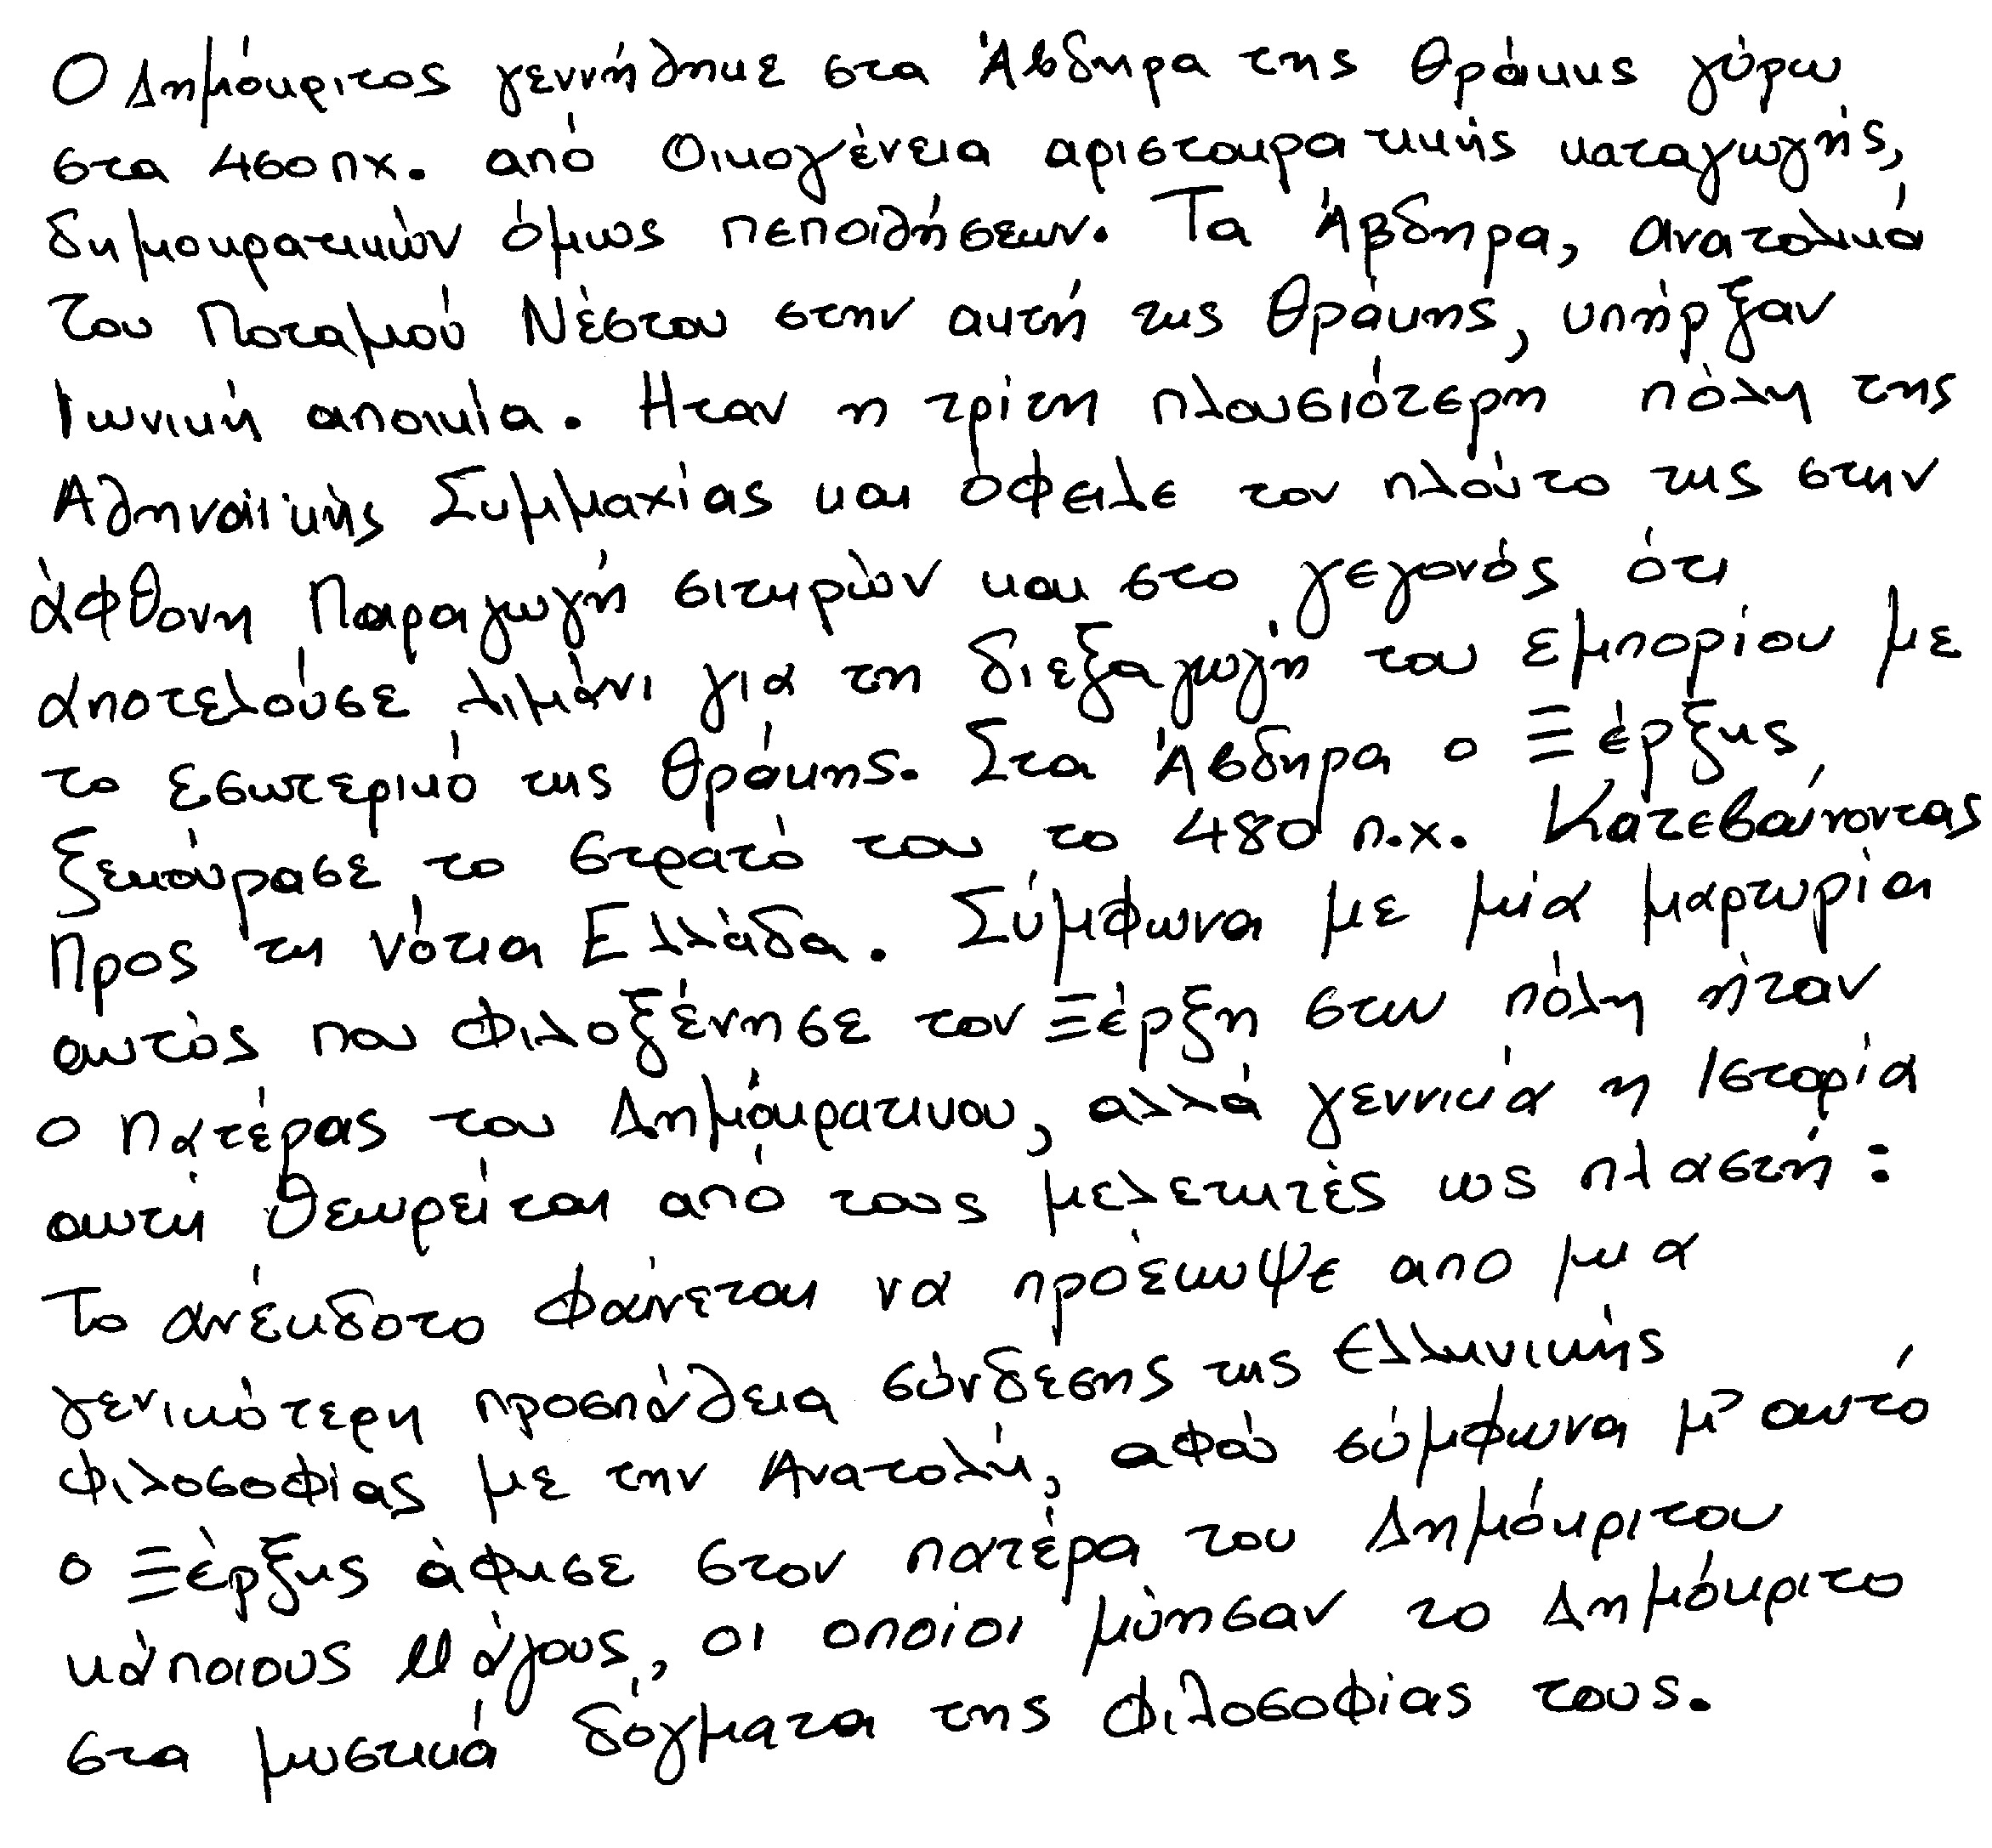 Ο Δημόκριτος γεννήθηκε στα Άβδηρα της Θράκης γύρω
στα 460 πχ. από Οικογένεια αριστοκρατικής καταγωγής,
δημοκρατικών όμως πεποιθήσεων. Τα Άβδηρα, ανατολικά
του Ποταμού Νέστου στην αυτή της Θράκης, υπήρξαν
Ιωνική αποικία. Ηταν η τρίτη πλουσιότερη πόλη της
Αθηναϊκής Συμμαχίας και όφειλε τον πλούτο της στην
άφθονη Παραγωγή σιτηρών και στο γεγονός ότι
αποτελούσε λιμάνι για τη διεξαγωγή του εμπορίου με
το εσωτερικό της Θράκης. Στα Άβδηρα ο Ξέρξης
ξεκούρασε το στρατό του το 480 π.χ. Κατεβαίνοντας
Προς τη νότια Ελλάδα. Σύμφωνα με μία μαρτυρία
αυτός που φιλοξένησε τον Ξέρξη στην πόλη ήταν
ο πατέρας του Δημόκρατινου, αλλά γεννικά η Ιστορία
αυτή θεωρείται από τους μελετητές ως πλαστή:
Το ανέκδοτο φαίνεται να προέκυψε απο μια
γενικότερη προσπάθεια σύνδεσης της Ελληνικής
φιλοσοφίας με την Ανατολή, αφού σύμφωνα μ' αυτό
ο Ξέρξης άφησε στον πατέρα του Δημόκριτου
κάποιους Μάγους, οι οποίοι μύησαν το Δημόκριτο
στα μυστικά δόγματα της Φιλοσοφίας τους.